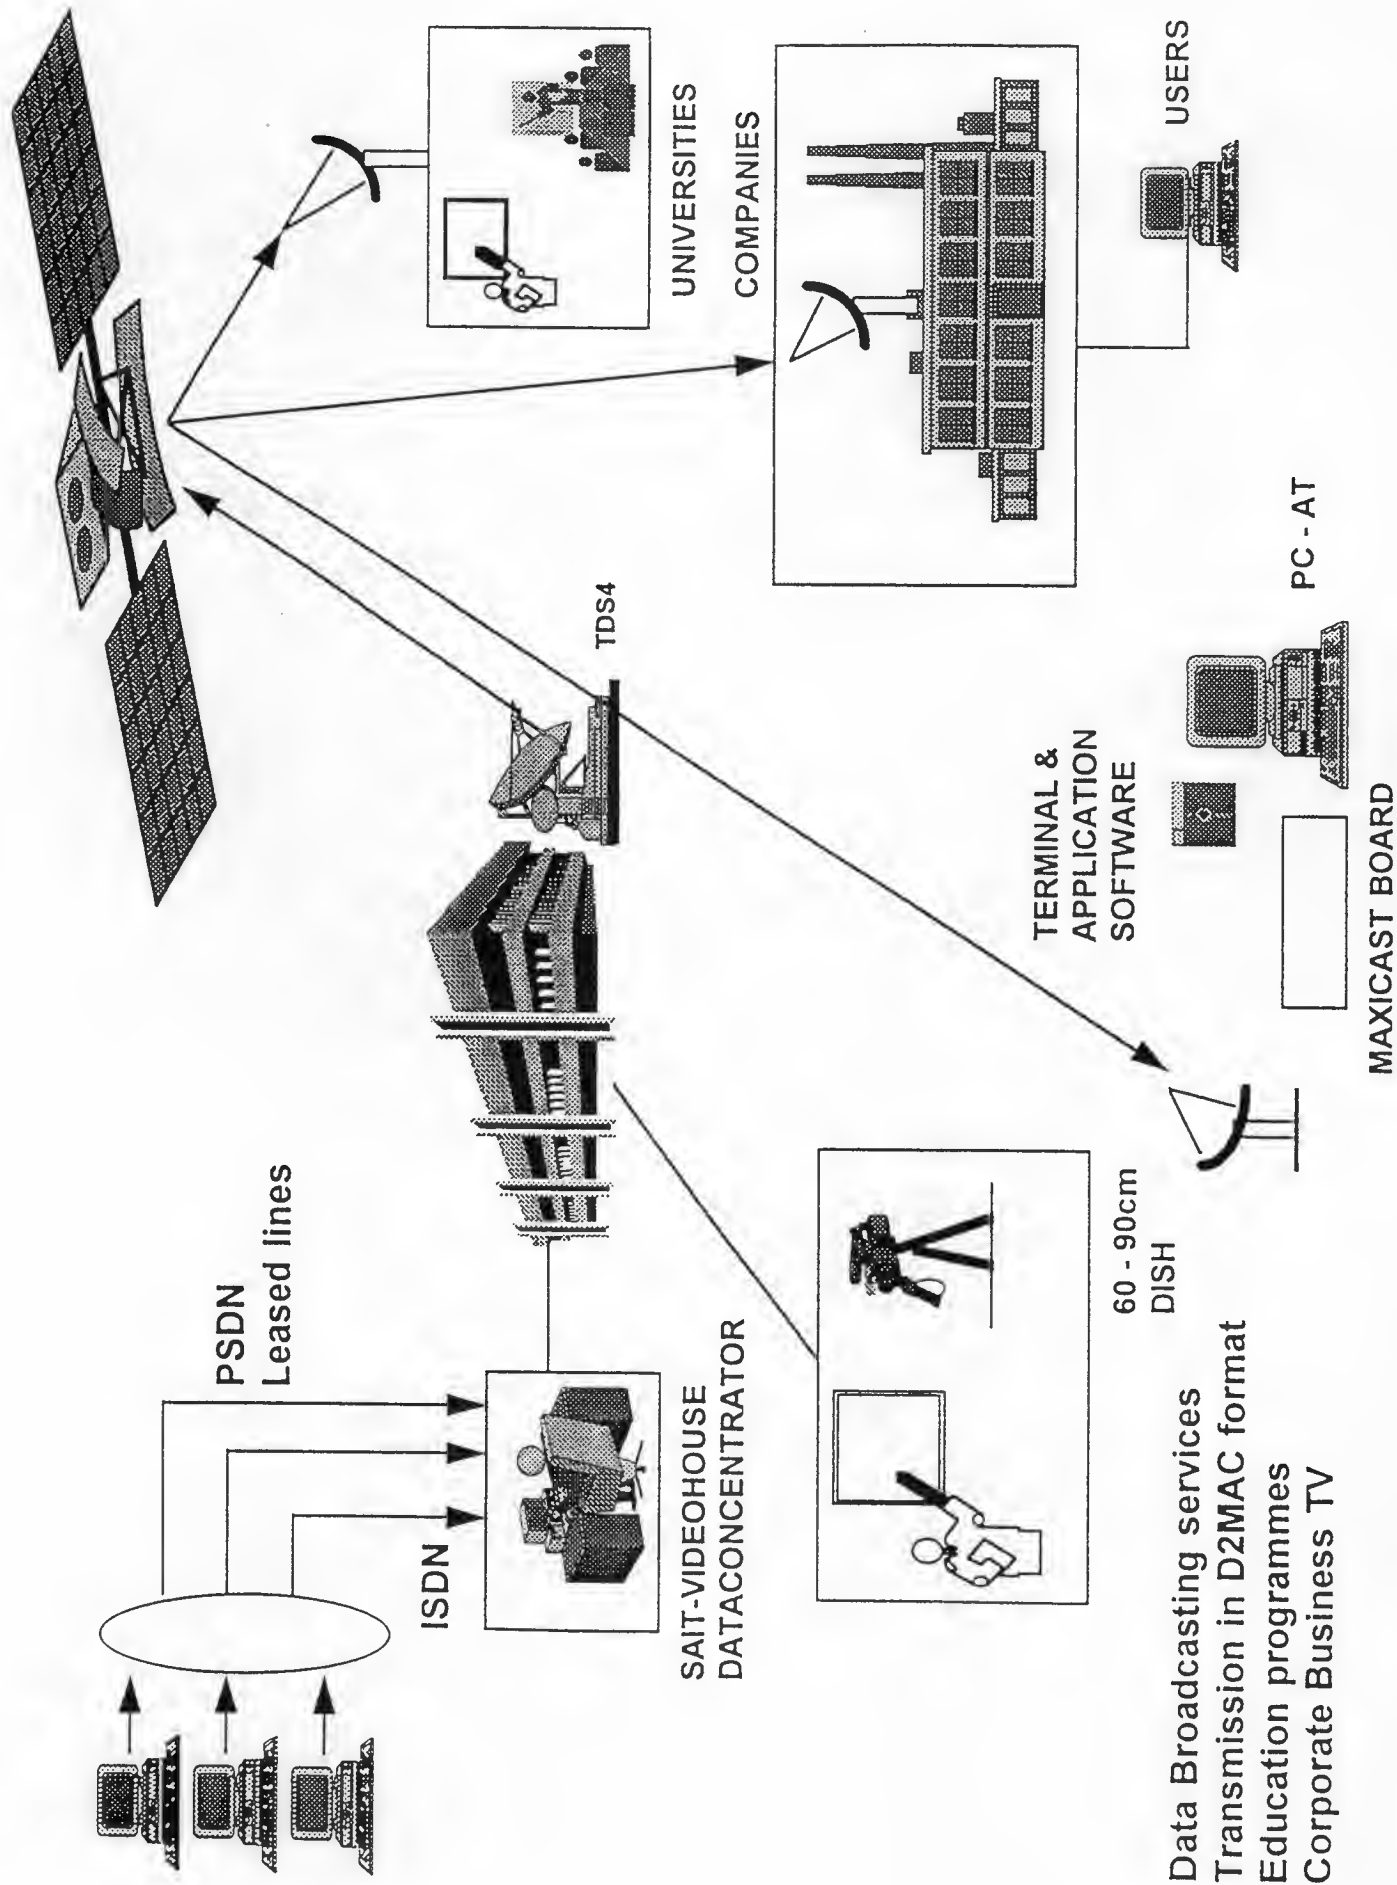 PSDN
Leased lines
ISDN
SAIT-VIDEOHOUSE
DATACONCENTRATOR
TDS4
UNIVERSITIES
COMPANIES
USERS
60 - 90cm
DISH
TERMINAL &
APPLICATION
SOFTWARE
PC - AT
MAXICAST BOARD
Data Broadcasting services
Transmission in D2MAC format
Education programmes
Corporate Business TV